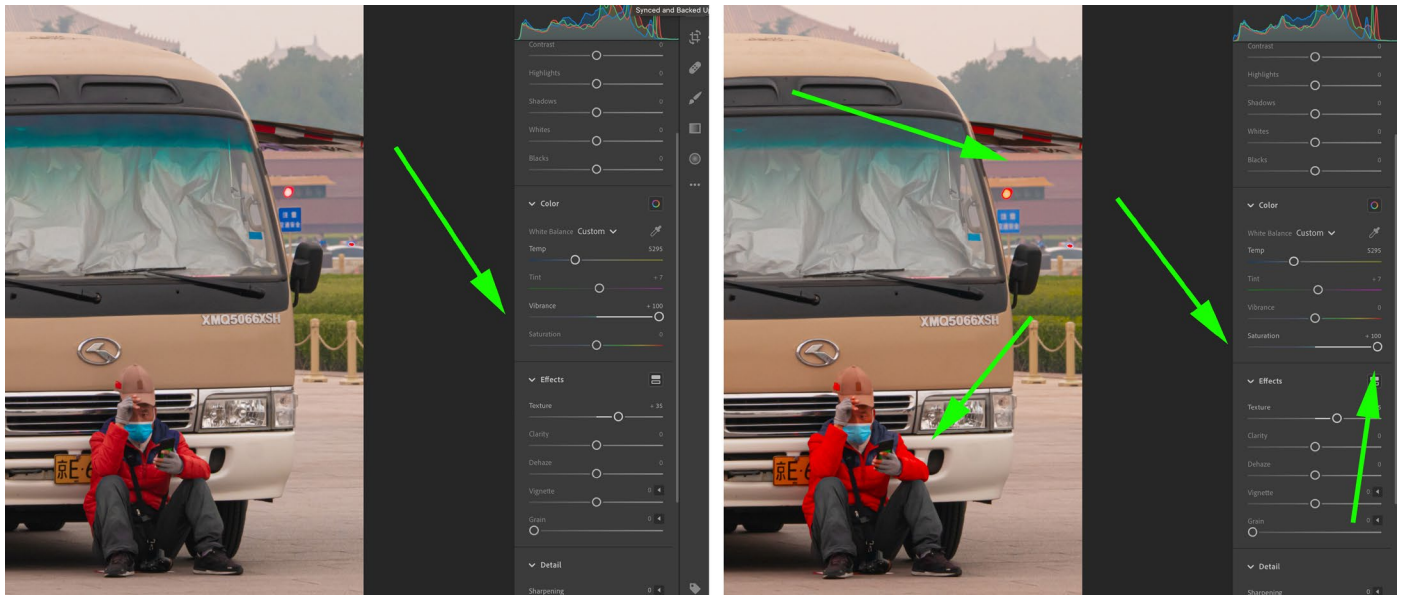 Synced and Backed Up
Contrast 0
Highlights 0
Shadows 0
Whites 0
Blacks 0
Color
White Balance Custom
Temp 5295
Tint + 7
Vibrance + 100
Saturation 0
Effects
Texture + 31
Clarity 0
Dehaze 0
Vignette 0
Grain 0
Detail
Sharpening 0
XMQ5066XSH
京E·6
Contrast 0
Highlights 0
Shadows 0
Whites 0
Blacks 0
Color
White Balance Custom
Temp 5295
Tint + 7
Vibrance 0
Saturation + 100
Effects
Texture
Clarity 0
Dehaze 0
Vignette 0
Grain 0
Detail
Sharpening 0
XMQ5066XSH
京E·6